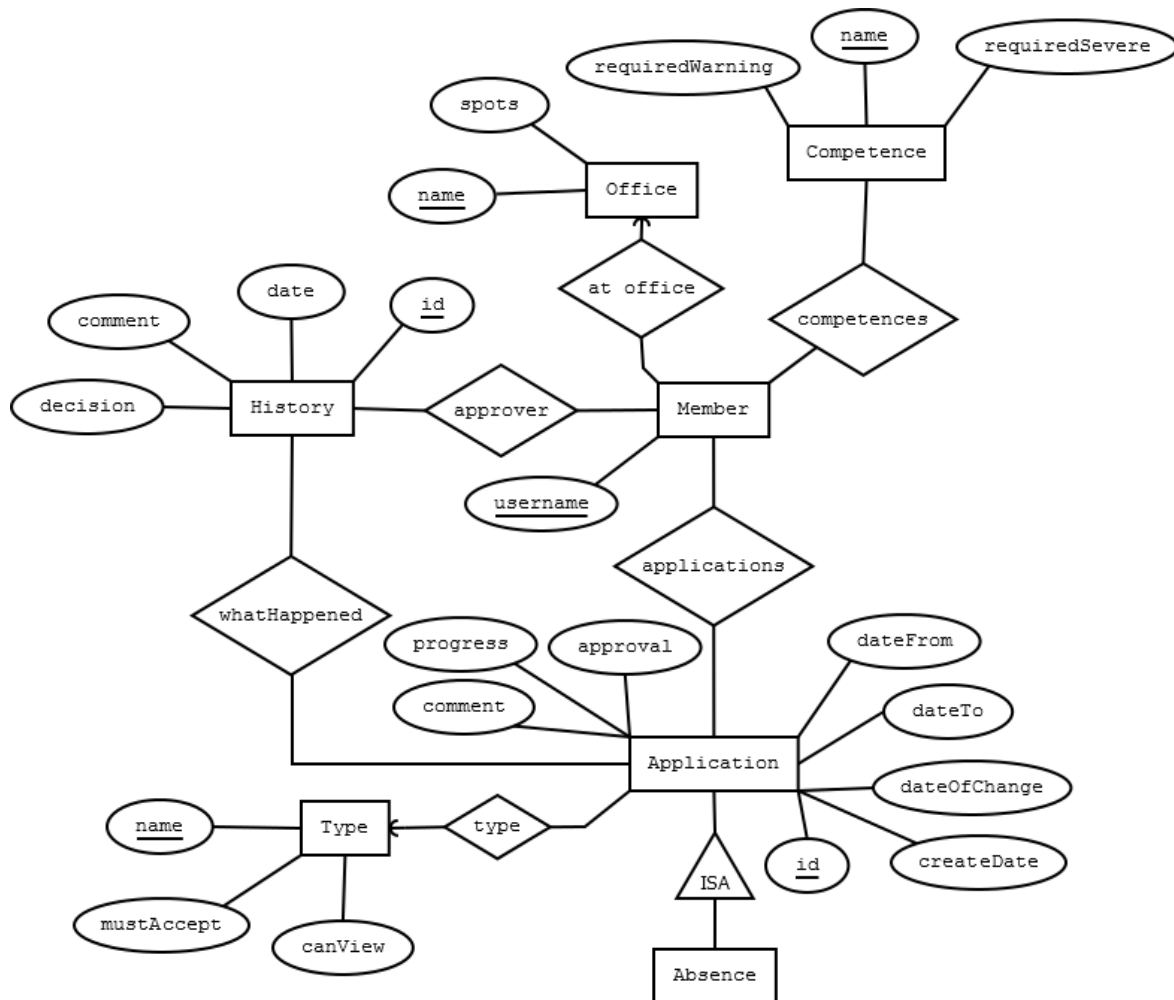 name
requiredWarning
requiredSevere
spots
Competence
name
Office
date
id
at office
comment
competences
decision
History
approver
Member
username
applications
whatHappened
progress
approval
dateFrom
comment
dateTo
Application
dateOfChange
name
Type
type
id
createDate
ISA
mustAccept
canView
Absence